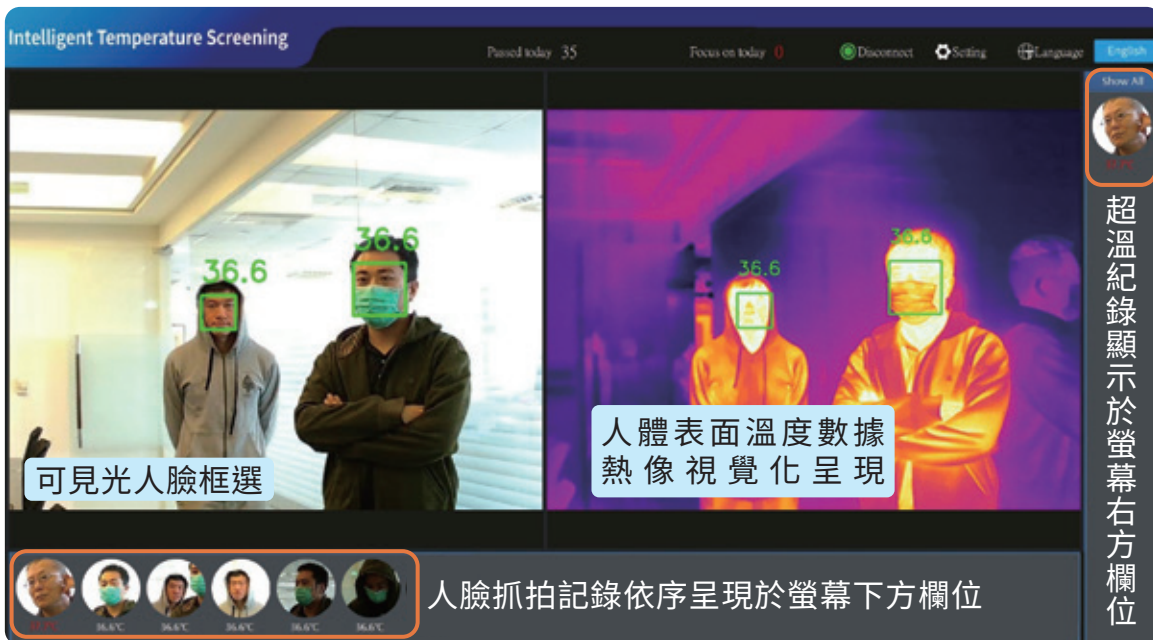 Intelligent Temperature Screening
Passed today 35
Focus on today 0
Disconnect
Setting
Language
English
Show All
36.6
36.6
36.6
36.6
可見光人臉框選
人體表面溫度數據
熱像視覺化呈現
超溫紀錄顯示於螢幕右方欄位
36.6℃ 36.6℃ 36.6℃ 36.6℃ 36.6℃
人臉抓拍記錄依序呈現於螢幕下方欄位